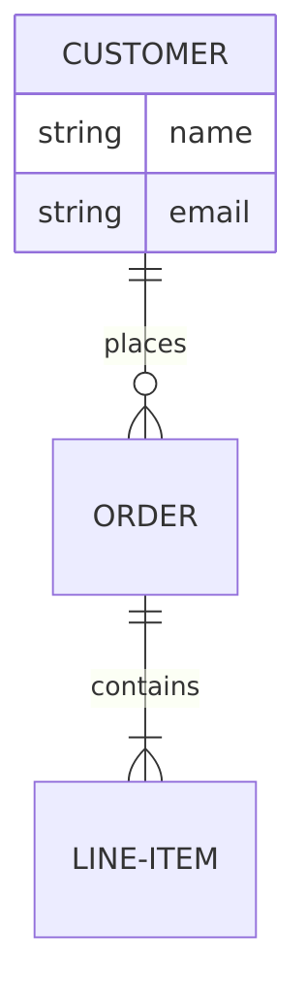 CUSTOMER
string name
string email
places
ORDER
contains
LINE-ITEM